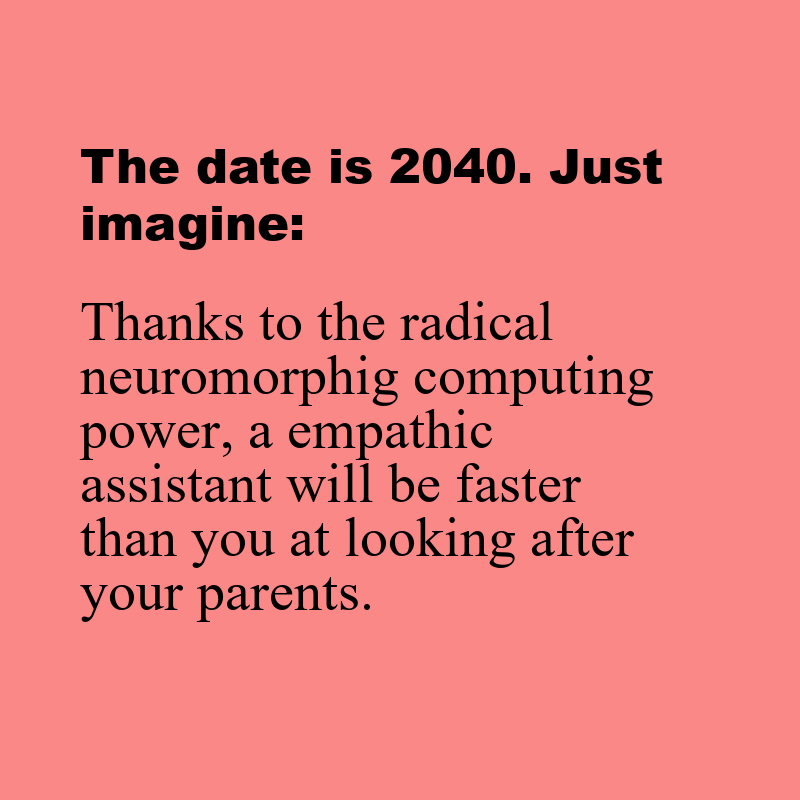 The date is 2040. Just
imagine:
Thanks to the radical
neuromorphig computing
power, a empathic
assistant will be faster
than you at looking after
your parents.